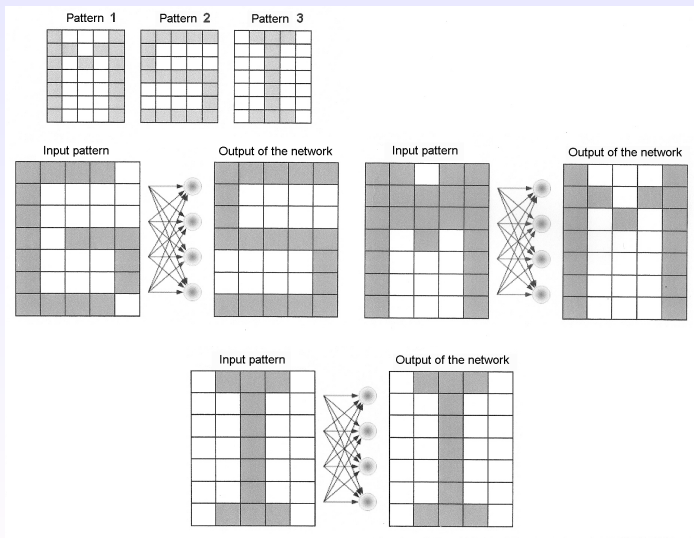 Pattern 1 Pattern 2 Pattern 3
Input pattern Output of the network Input pattern Output of the network
Input pattern Output of the network